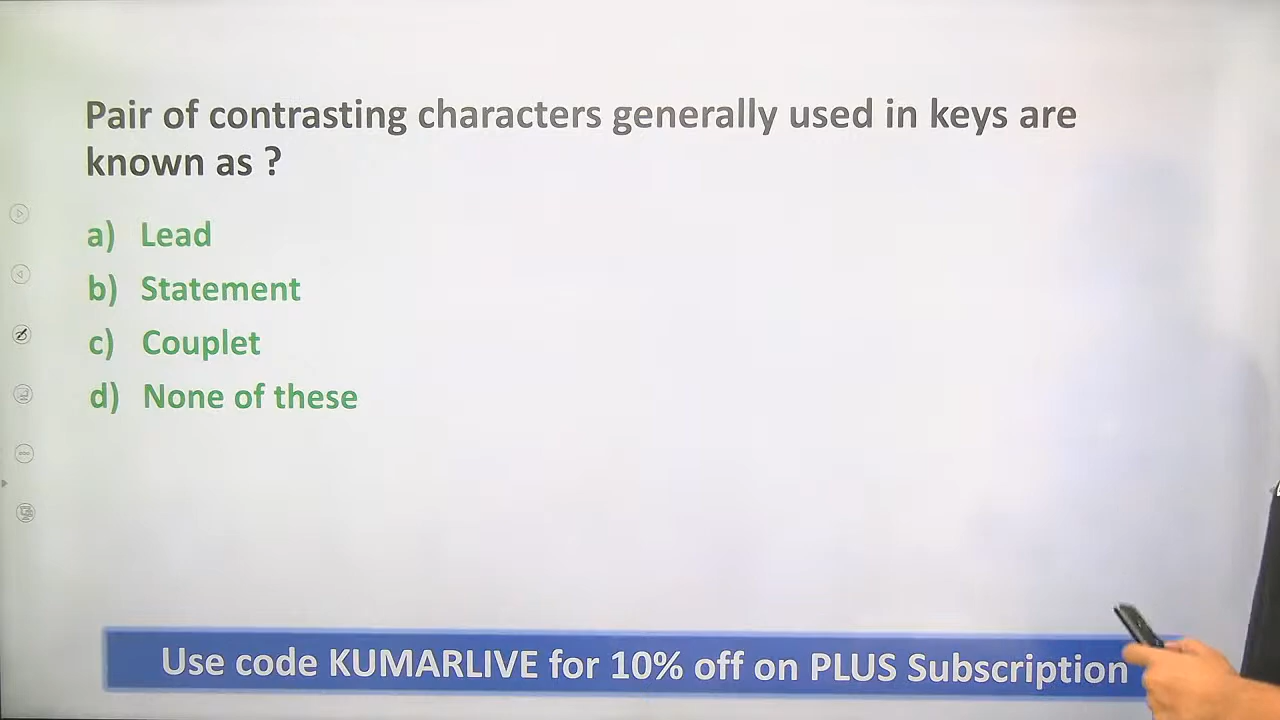 Pair of contrasting characters generally used in keys are
known as ?
a) Lead
b) Statement
c) Couplet
d) None of these
Use code KUMARLIVE for 10% off on PLUS Subscription